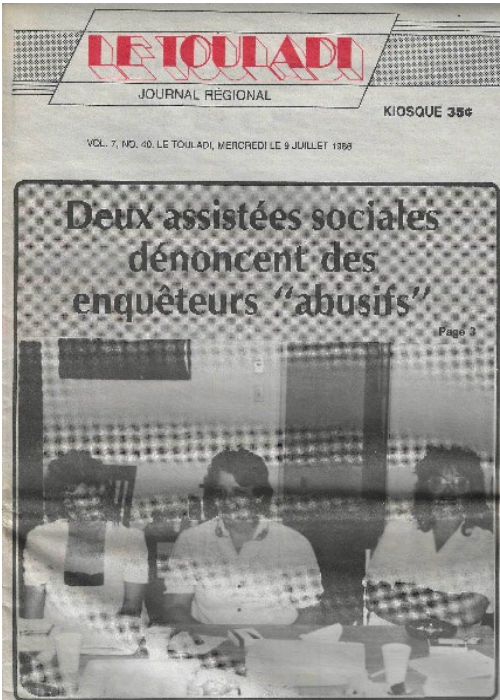 LE TOULADI
JOURNAL RÉGIONAL
KIOSQUE 35¢
VOL. 7, NO. 40, LE TOULADI, MERCREDI LE 9 JUILLET 1986
Deux assistées sociales
dénoncent des
enquêteurs "abusifs"
Page 3